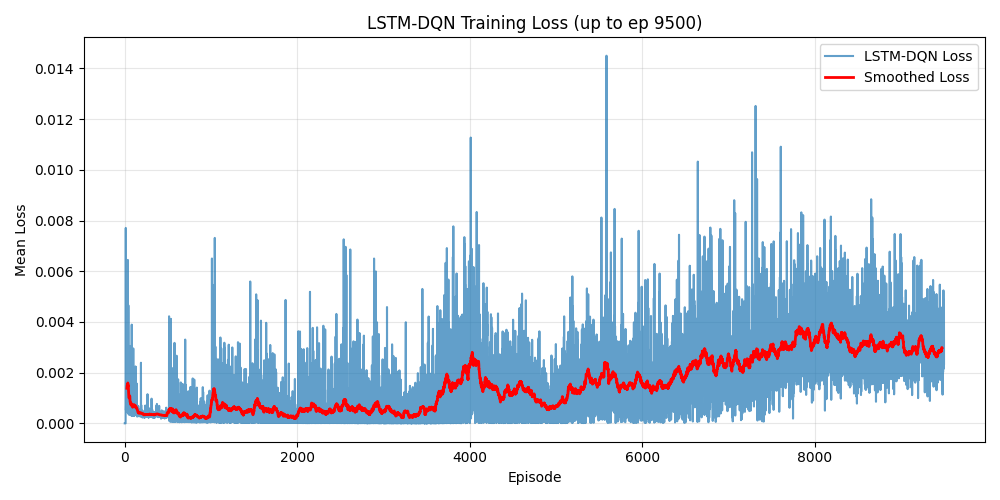 LSTM-DQN Training Loss (up to ep 9500)
LSTM-DQN Loss
Smoothed Loss
Mean Loss
0.014
0.012
0.010
0.008
0.006
0.004
0.002
0.000
0 2000 4000 6000 8000
Episode